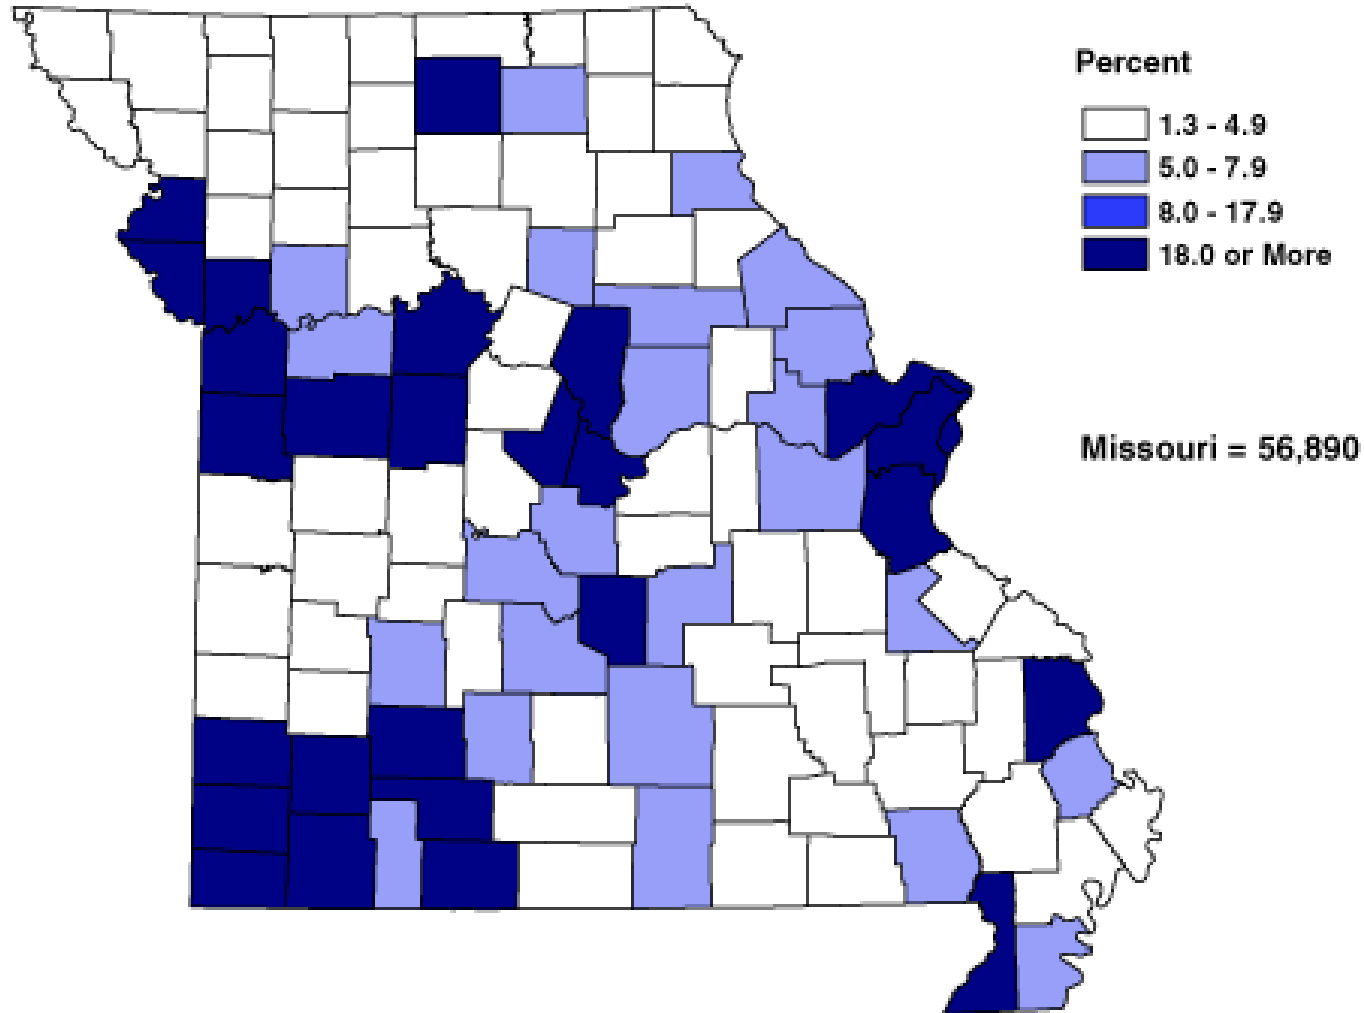 Percent
1.3 - 4.9
5.0 - 7.9
8.0 - 17.9
18.0 or More
Missouri = 56,890